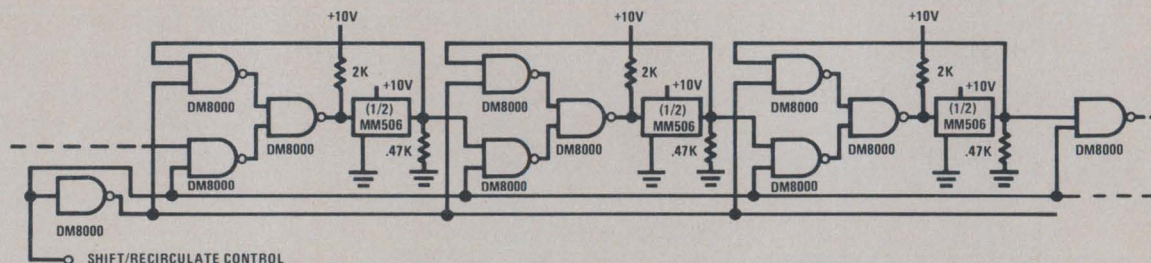 +10V
+10V
+10V
2K
2K
2K
+10V
+10V
+10V
DM8000
DM8000
DM8000
(1/2)
MM506
(1/2)
MM506
(1/2)
MM506
DM8000
DM8000
DM8000
DM8000
.47K
.47K
.47K
DM8000
DM8000
DM8000
DM8000
SHIFT/RECIRCULATE CONTROL